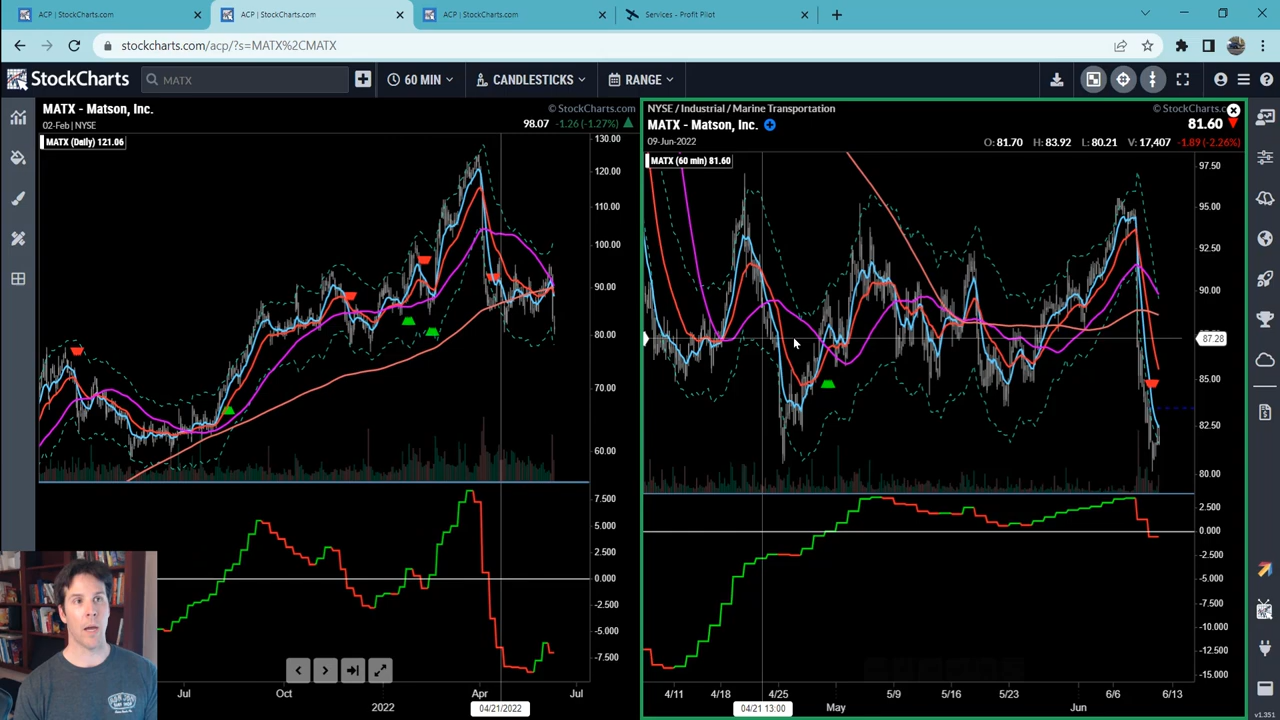 ACP | StockCharts.com
ACP | StockCharts.com
ACP | StockCharts.com
Services - Profit Pilot
stockcharts.com/acp/?s=MATX%2CMATX
StockCharts
MATX
60 MIN
CANDLESTICKS
RANGE
MATX - Matson, Inc.
© StockCharts.com
02-Feb | NYSE
98.07 -1.26 (-1.27%)
MATX (Daily) 121.06
130.00
120.00
110.00
100.00
90.00
80.00
70.00
60.00
7.500
5.000
2.500
0.000
-2.500
-5.000
-7.500
Jul
Oct
2022
Apr
Jul
04/21/2022
NYSE / Industrial / Marine Transportation
© StockCharts.c
MATX - Matson, Inc.
81.60
09-Jun-2022
O: 81.70 H: 83.92 L: 80.21 V: 17,407 -1.89 (-2.26%)
MATX (60 min) 81.60
97.50
95.00
92.50
90.00
87.28
85.00
82.50
80.00
2.500
0.000
-2.500
-5.000
-7.500
-10.000
-12.500
-15.000
4/11
4/18
4/25
5/9
5/16
5/23
6/6
6/13
04/21 13:00
May
Jun
v1.351